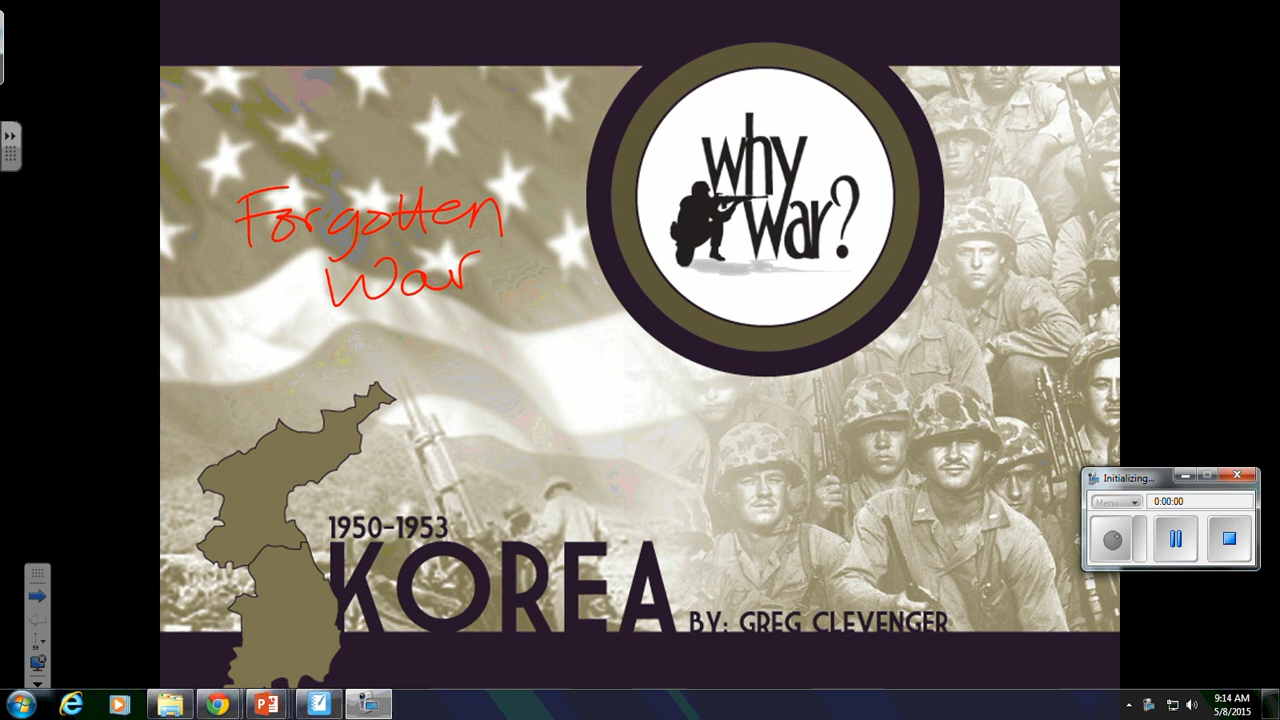 why
war?
Forgotten
War
1950-1953
KOREA
BY: GREG CLEVENGER
Initializing...
Menu
0:00:00
9:14 AM
5/8/2015